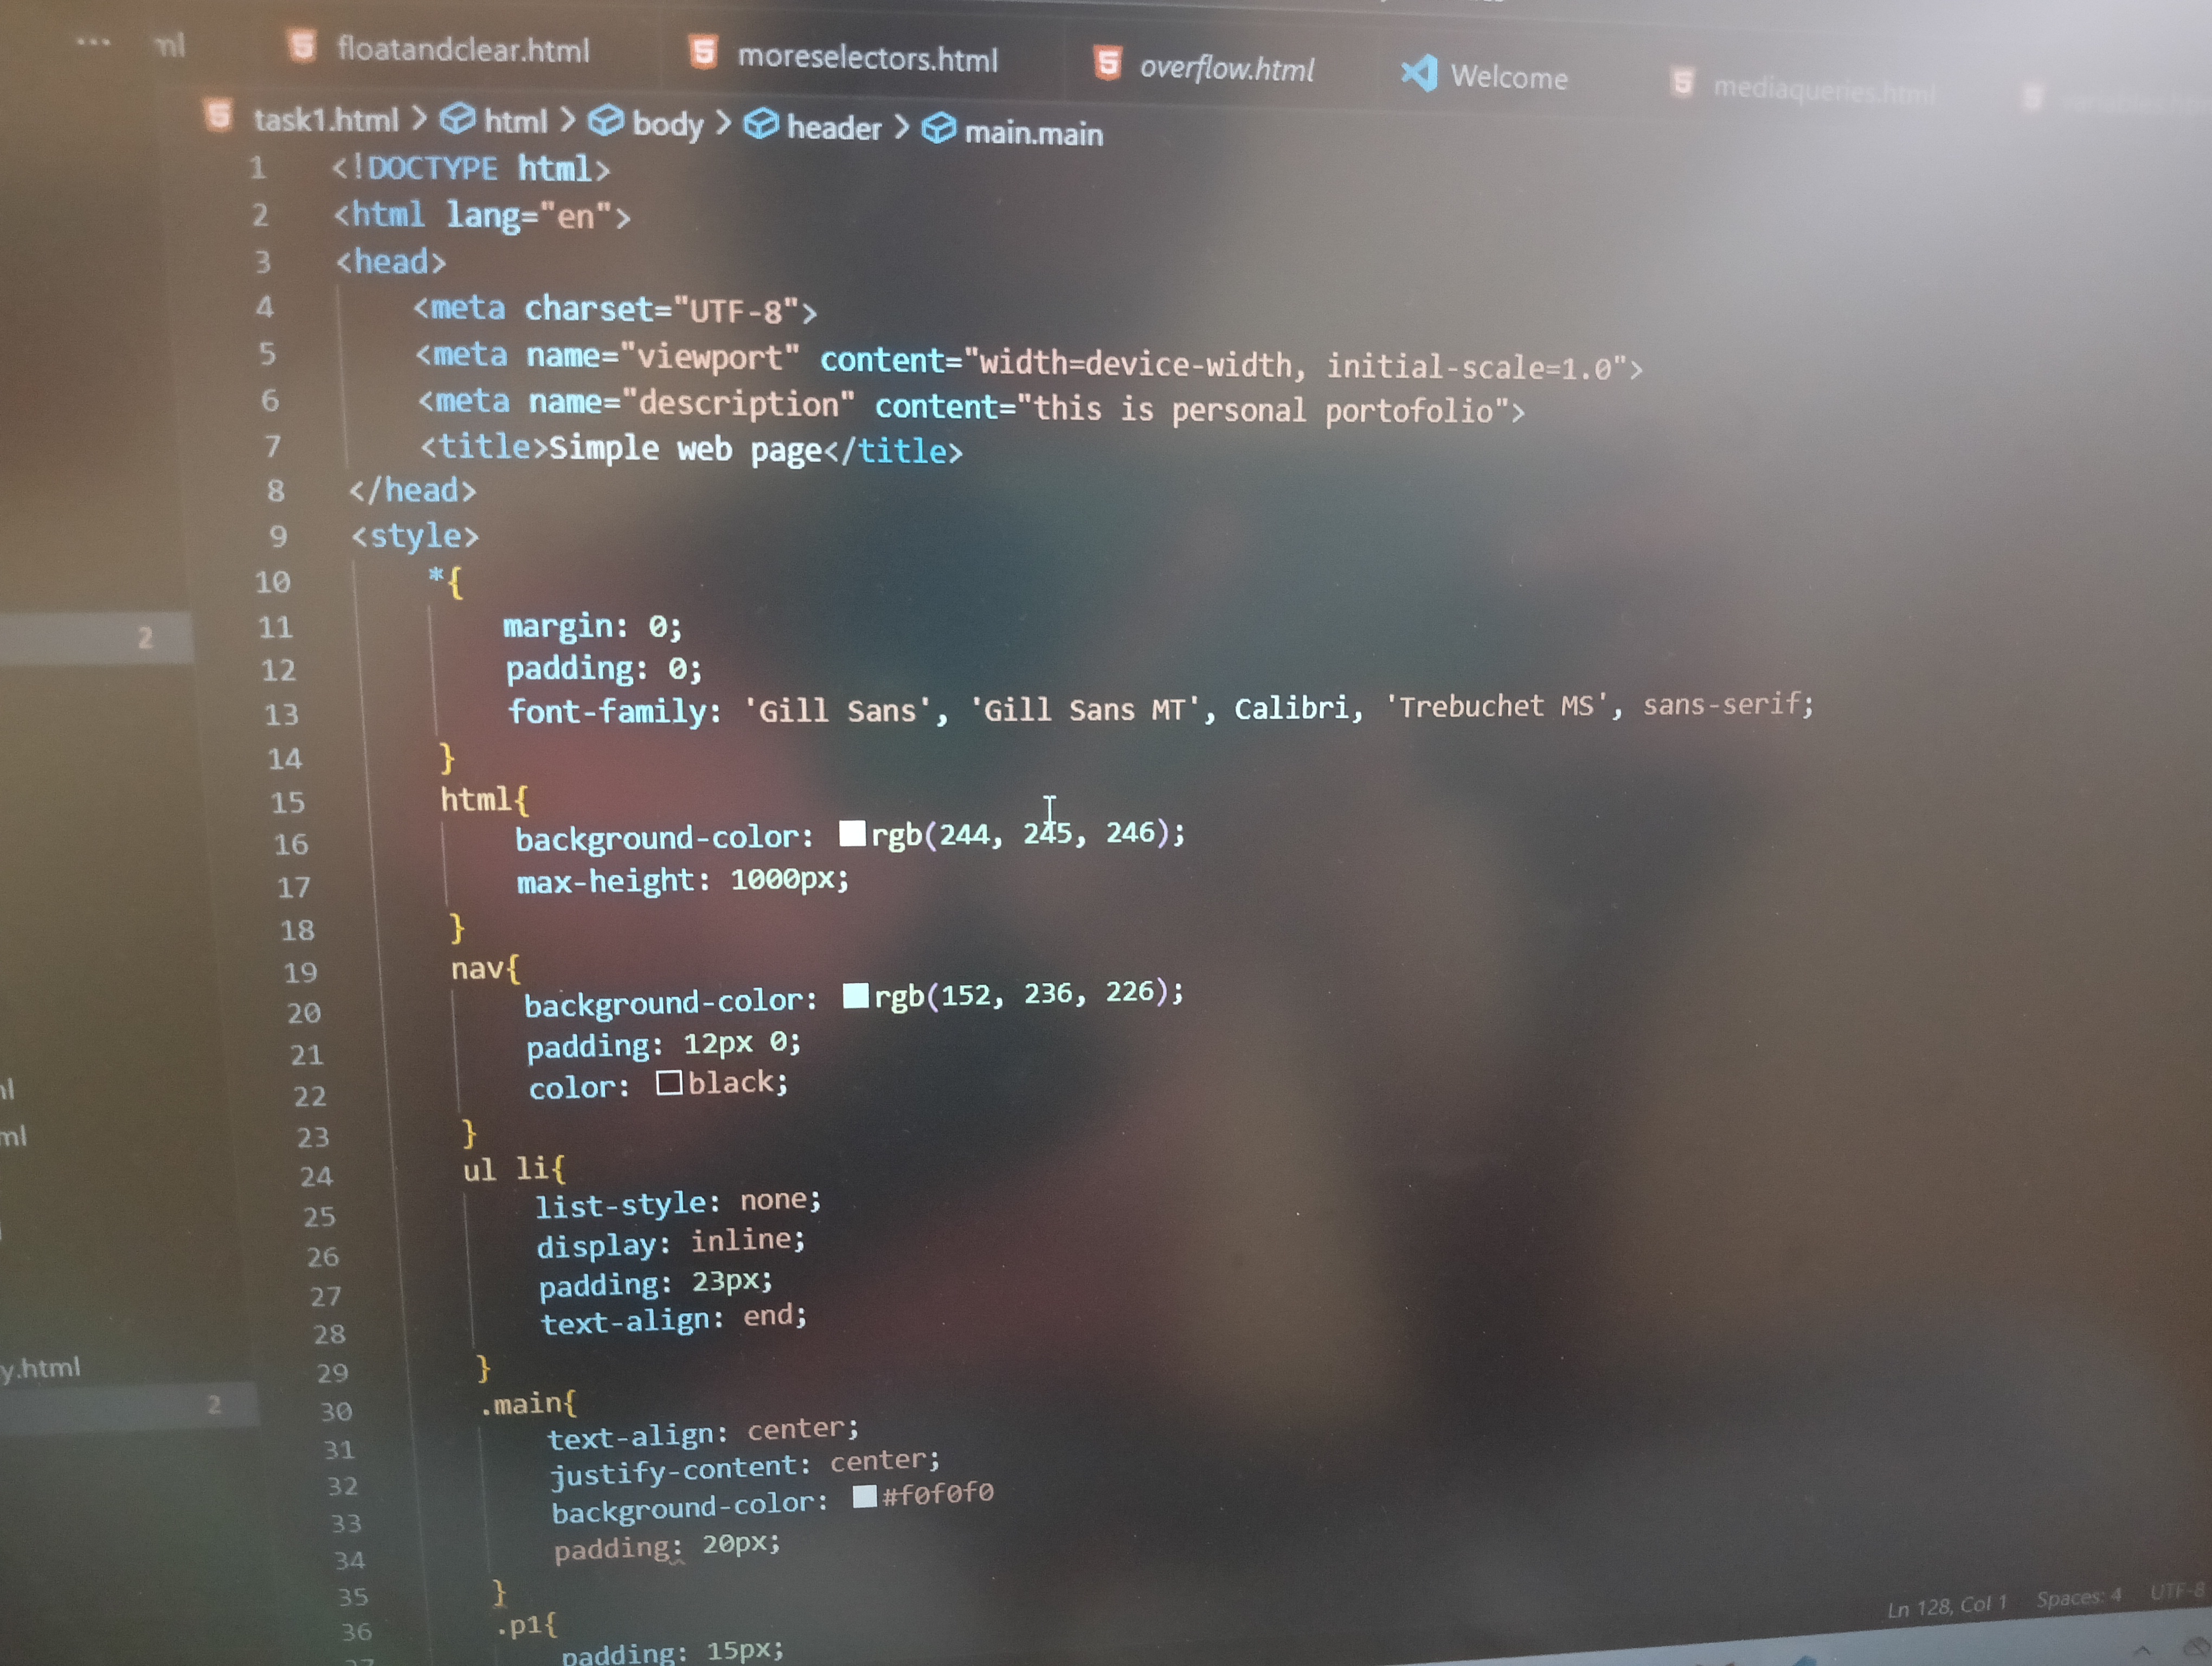 ... ml floatandclear.html moreselectors.html overflow.html Welcome mediaqueries.html
task1.html > html > body > header > main.main
1 <!DOCTYPE html>
2 <html lang="en">
3 <head>
4 <meta charset="UTF-8">
5 <meta name="viewport" content="width=device-width, initial-scale=1.0">
6 <meta name="description" content="this is personal portofolio">
7 <title>Simple web page</title>
8 </head>
9 <style>
10 *{
2 11 margin: 0;
12 padding: 0;
13 font-family: 'Gill Sans', 'Gill Sans MT', Calibri, 'Trebuchet MS', sans-serif;
14 }
15 html{
16 background-color: rgb(244, 245, 246);
17 max-height: 1000px;
18 }
19 nav{
20 background-color: rgb(152, 236, 226);
21 padding: 12px 0;
22 color: black;
ml 23 }
24 ul li{
25 list-style: none;
26 display: inline;
27 padding: 23px;
28 text-align: end;
y.html 29 }
2 30 .main{
31 text-align: center;
32 justify-content: center;
33 background-color: #f0f0f0
34 padding: 20px;
35 }
36 .p1{
37 padding: 15px;
Ln 128, Col 1 Spaces: 4 UTF-8